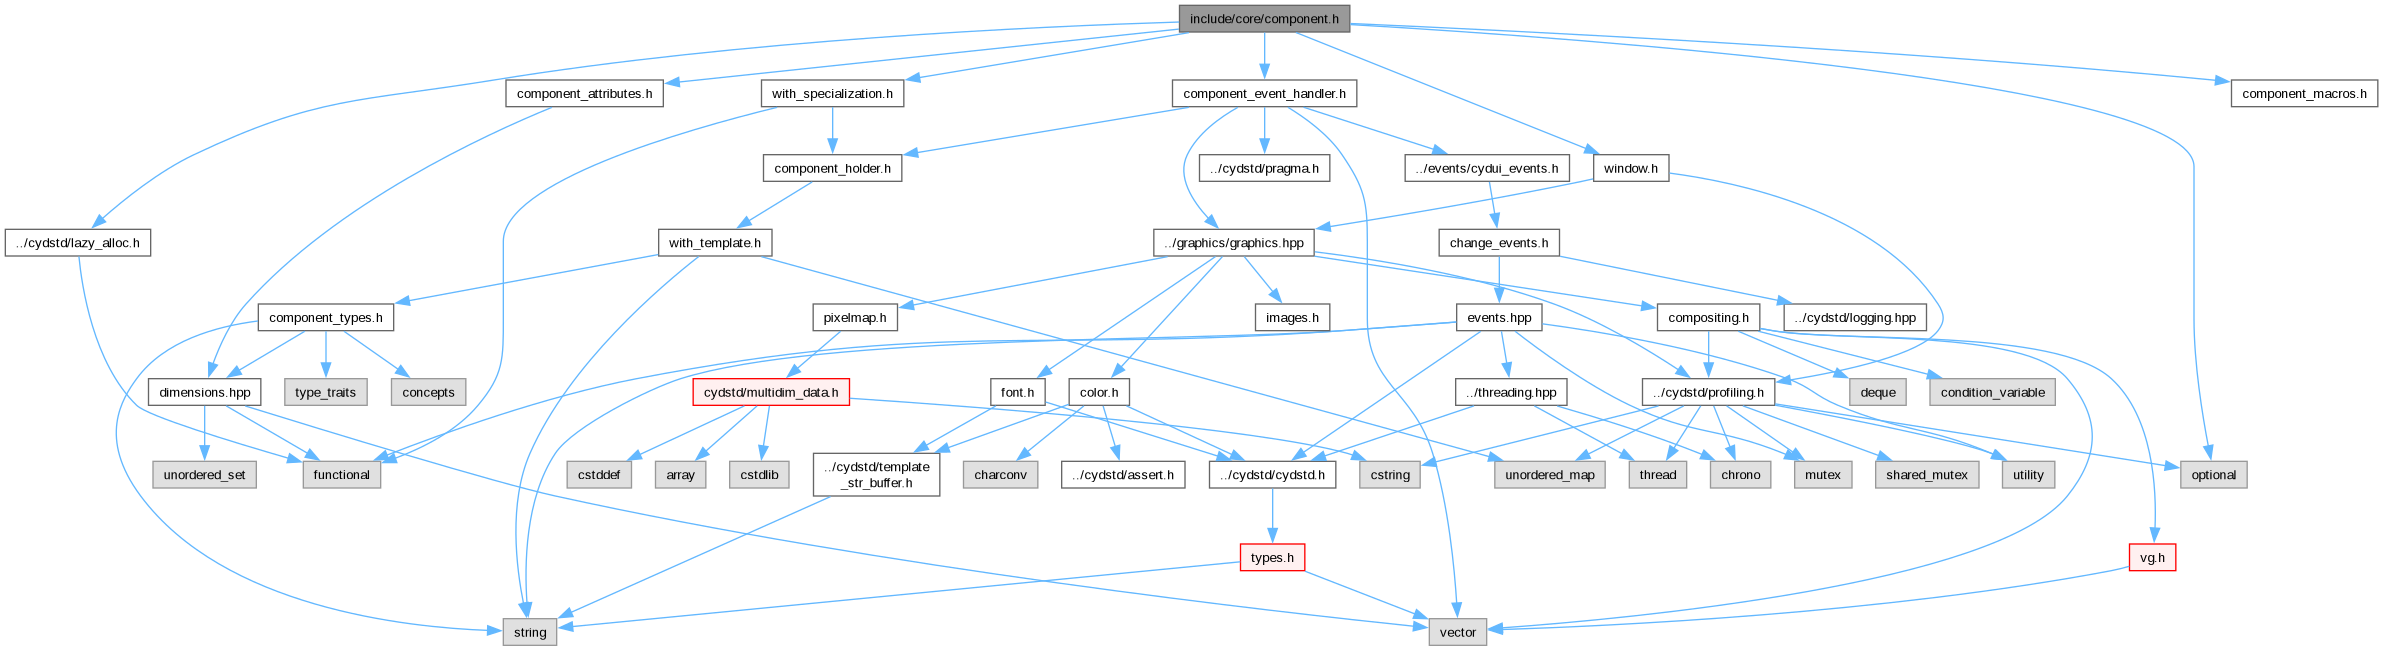 include/core/component.h
component_attributes.h
with_specialization.h
component_event_handler.h
component_macros.h
component_holder.h
../cydstd/pragma.h
../events/cydui_events.h
window.h
../cydstd/lazy_alloc.h
with_template.h
../graphics/graphics.hpp
change_events.h
component_types.h
pixelmap.h
images.h
events.hpp
compositing.h
../cydstd/logging.hpp
dimensions.hpp
type_traits
concepts
cydstd/multidim_data.h
font.h
color.h
../threading.hpp
../cydstd/profiling.h
deque
condition_variable
unordered_set
functional
cstddef
array
cstdlib
../cydstd/template
_str_buffer.h
charconv
../cydstd/assert.h
../cydstd/cydstd.h
cstring
unordered_map
thread
chrono
mutex
shared_mutex
utility
optional
types.h
vg.h
string
vector